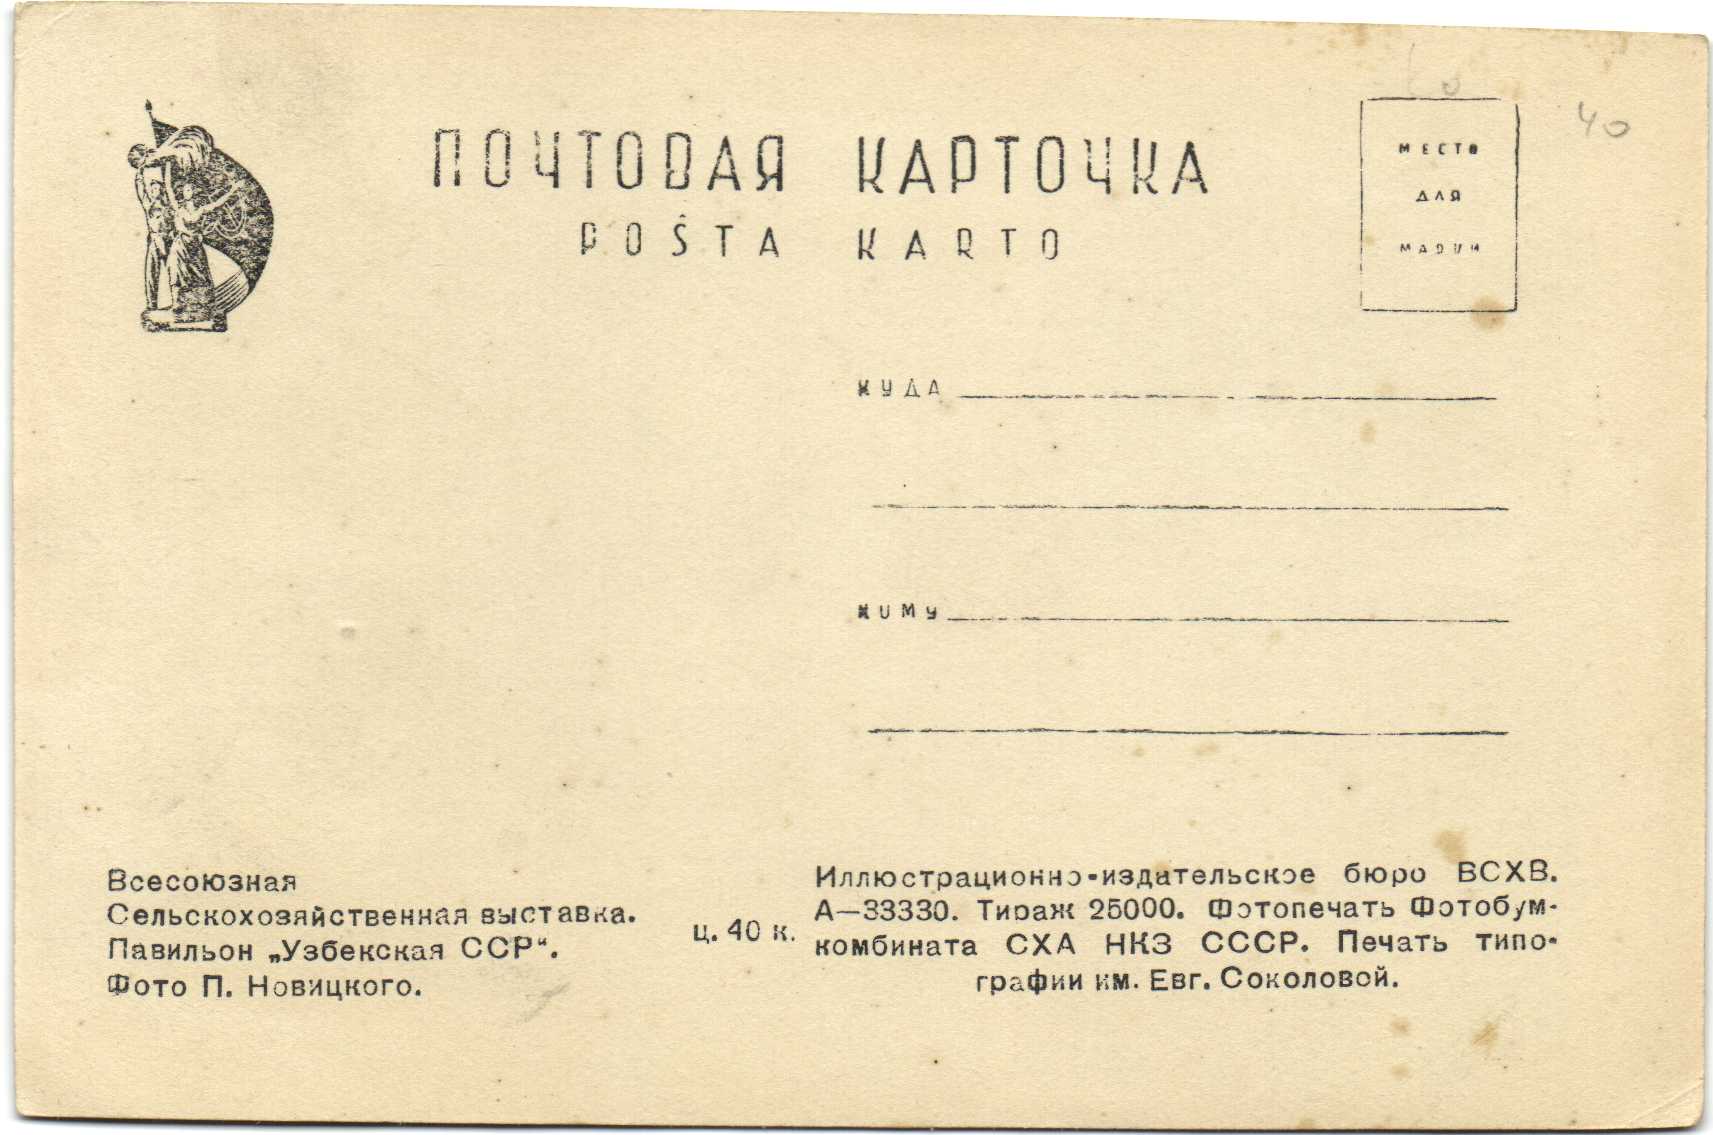 ПОЧТОВАЯ КАРТОЧКА
POŜTA KARTO
МЕСТО
ДЛЯ
МАРКИ
40
КУДА
КОМУ
Всесоюзная
Сельскохозяйственная выставка.
Павильон „Узбекская ССР“.
Фото П. Новицкого.
ц. 40 к.
Иллюстрационно-издательское бюро ВСХВ.
А—33330. Тираж 25000. Фотопечать Фотобум-
комбината СХА НКЗ СССР. Печать типо-
графии им. Евг. Соколовой.